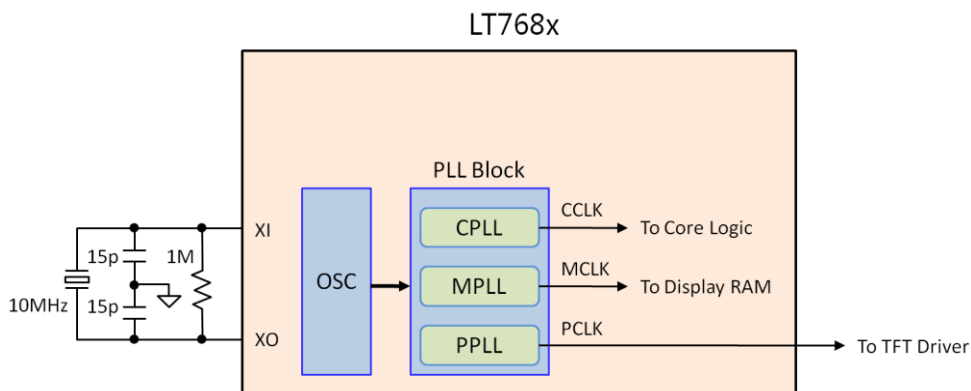 LT768x
PLL Block
XI
XO
15p
15p
1M
10MHz
OSC
CPLL
MPLL
PPLL
CCLK
To Core Logic
MCLK
To Display RAM
PCLK
To TFT Driver